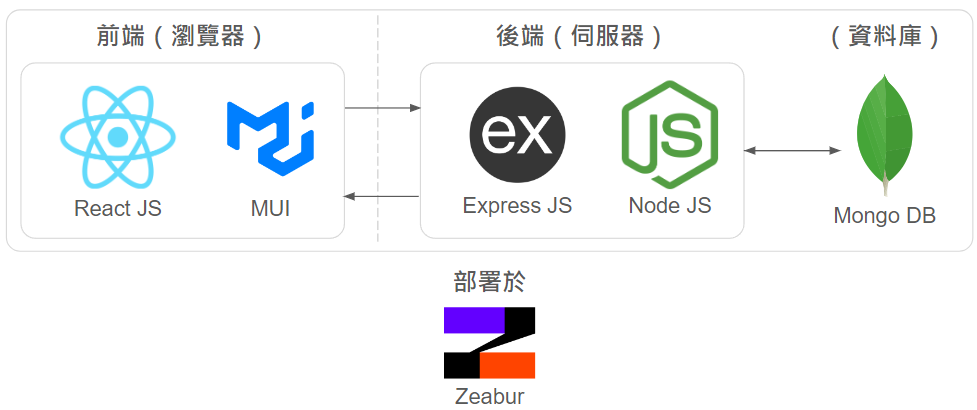 前端（瀏覽器）
後端（伺服器）
（資料庫）
React JS
MUI
ex
Express JS
JS
Node JS
Mongo DB
部署於
Zeabur